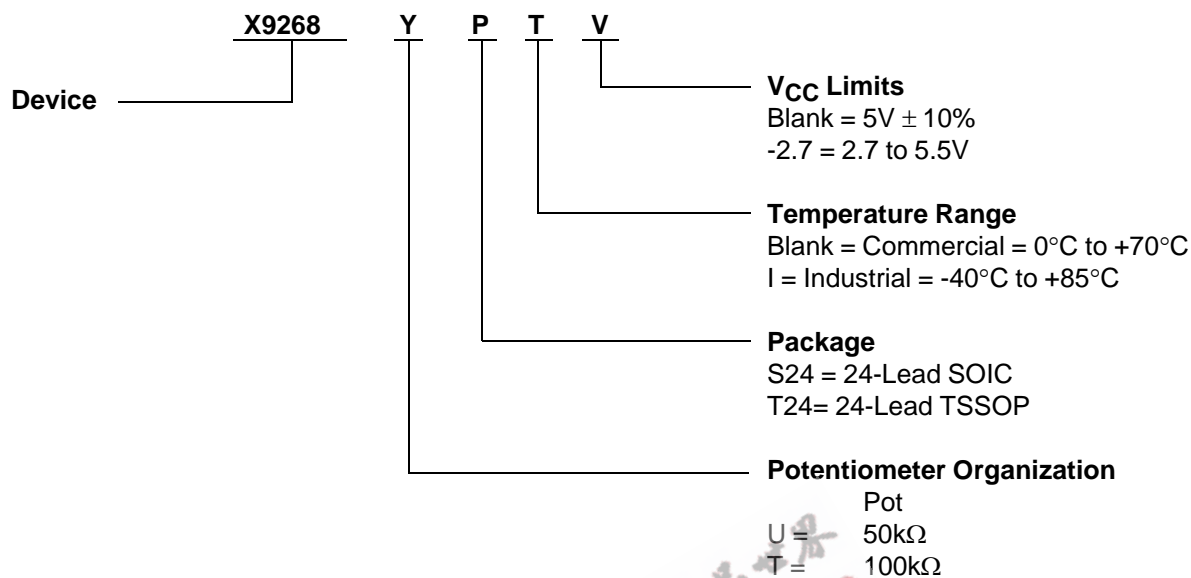 X9268 Y P T V
Device
VCC Limits
Blank = 5V ± 10%
-2.7 = 2.7 to 5.5V
Temperature Range
Blank = Commercial = 0°C to +70°C
I = Industrial = -40°C to +85°C
Package
S24 = 24-Lead SOIC
T24= 24-Lead TSSOP
Potentiometer Organization
Pot
U = 50kΩ
T = 100kΩ